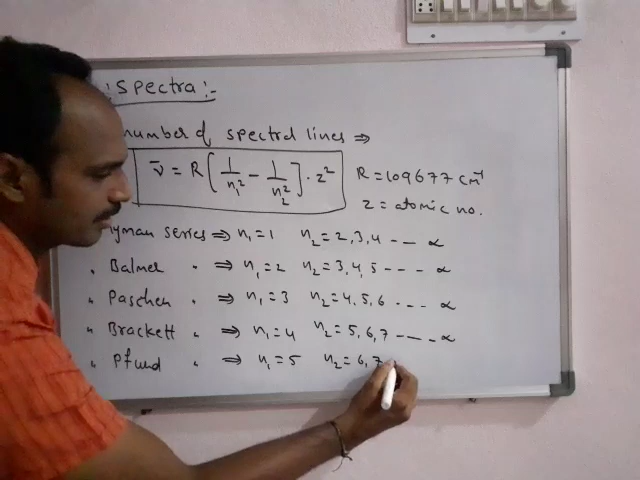 : Spectra :-
number of spectral lines ⇒
ν̄ = R [ 1/n₁² - 1/n₂² ] . z² R = 109677 cm⁻¹
z = atomic no.
yman series ⇒ n₁ = 1 n₂ = 2, 3, 4 --- α
" Balmer " ⇒ n₁ = 2 n₂ = 3, 4, 5 ---- α
" Paschen " ⇒ n₁ = 3 n₂ = 4, 5, 6 ---- α
" Brackett " ⇒ n₁ = 4 n₂ = 5, 6, 7 ---- α
" Pfund " ⇒ n₁ = 5 n₂ = 6, 7